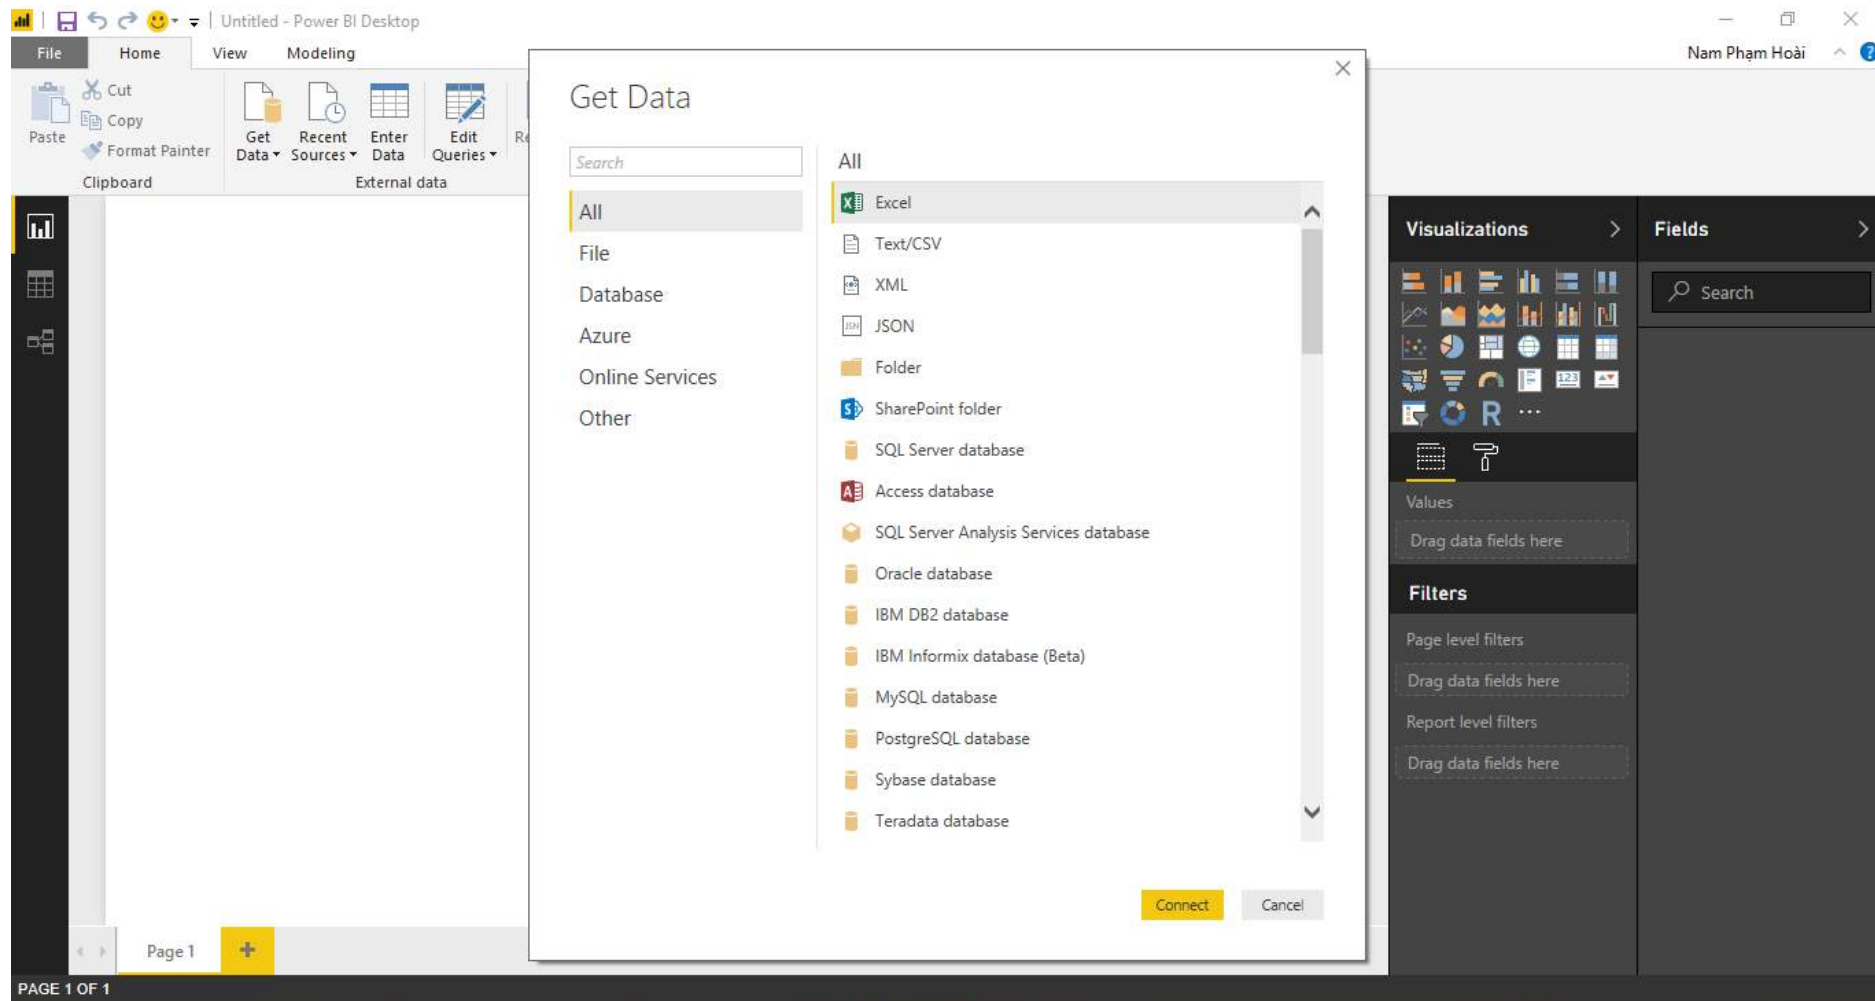 Untitled - Power BI Desktop
File
Home
View
Modeling
Nam Phạm Hoài
Paste
Cut
Copy
Format Painter
Clipboard
Get Data
Recent Sources
Enter Data
Edit Queries
External data
Get Data
Search
All
File
Database
Azure
Online Services
Other
All
Excel
Text/CSV
XML
JSON
Folder
SharePoint folder
SQL Server database
Access database
SQL Server Analysis Services database
Oracle database
IBM DB2 database
IBM Informix database (Beta)
MySQL database
PostgreSQL database
Sybase database
Teradata database
Connect
Cancel
Visualizations
Fields
Search
123
R
Values
Drag data fields here
Filters
Page level filters
Drag data fields here
Report level filters
Drag data fields here
Page 1
PAGE 1 OF 1